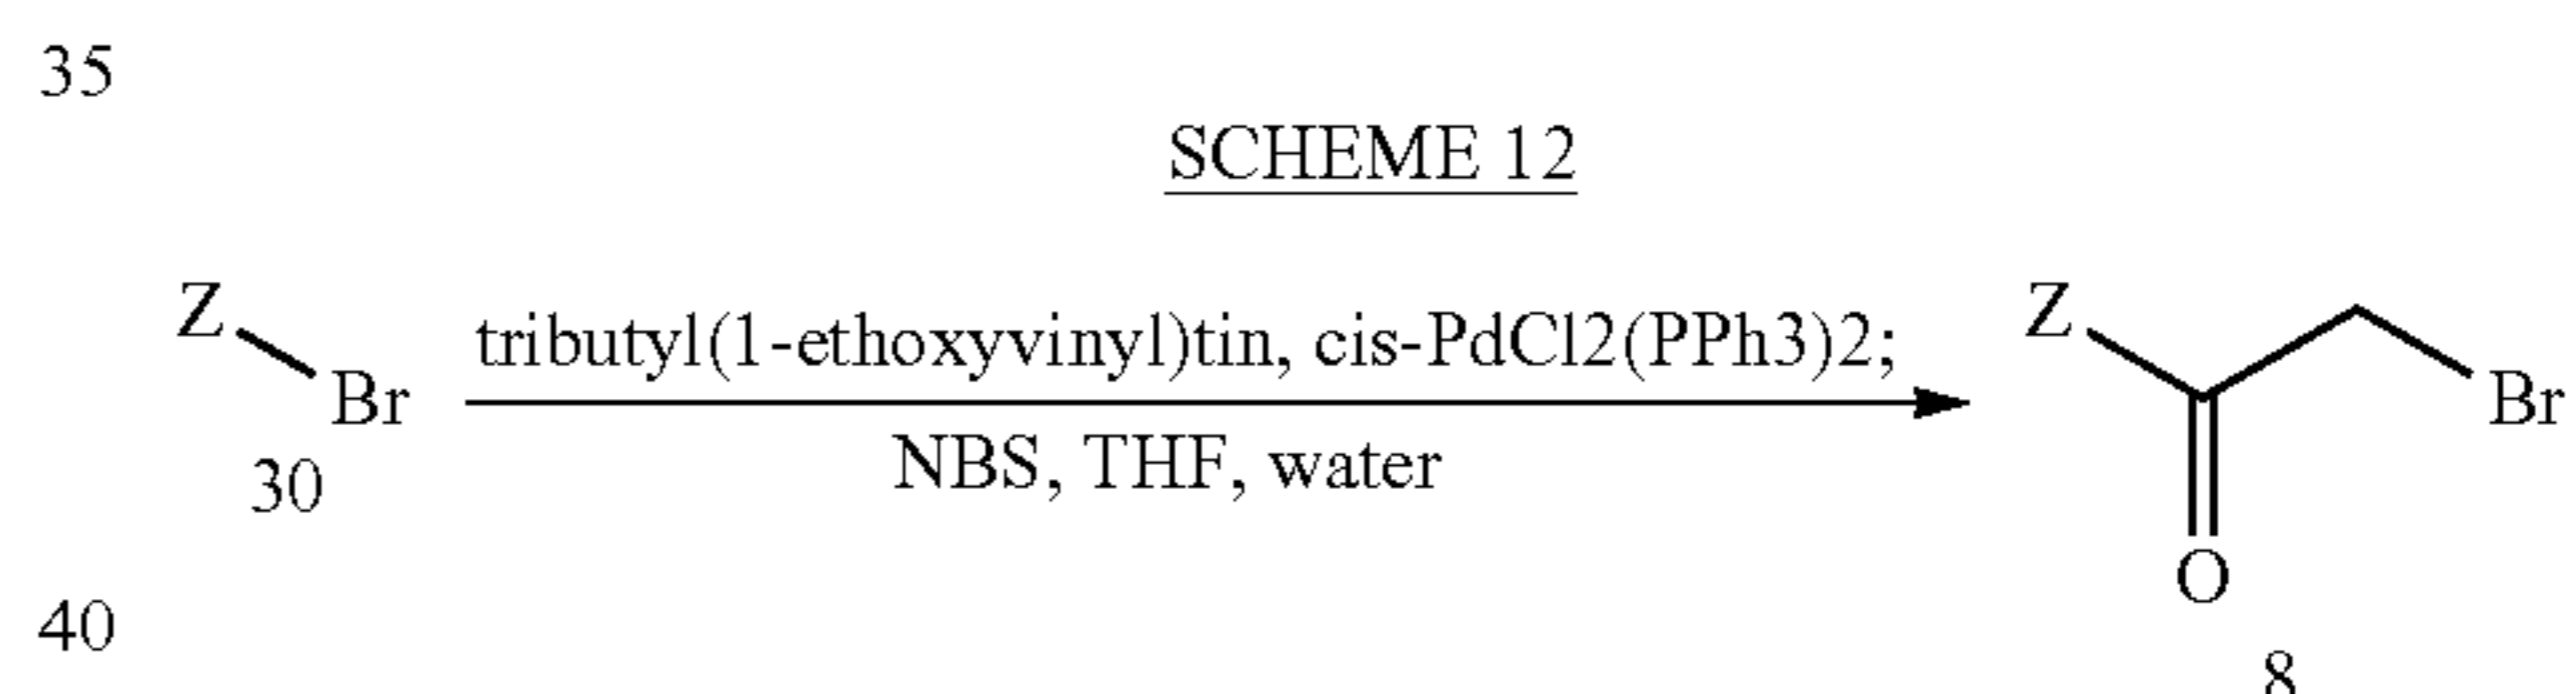 35
SCHEME 12
Z
Br
30
tributyl(1-ethoxyvinyl)tin, cis-PdCl2(PPh3)2;
NBS, THF, water
Z
Br
O
8
40